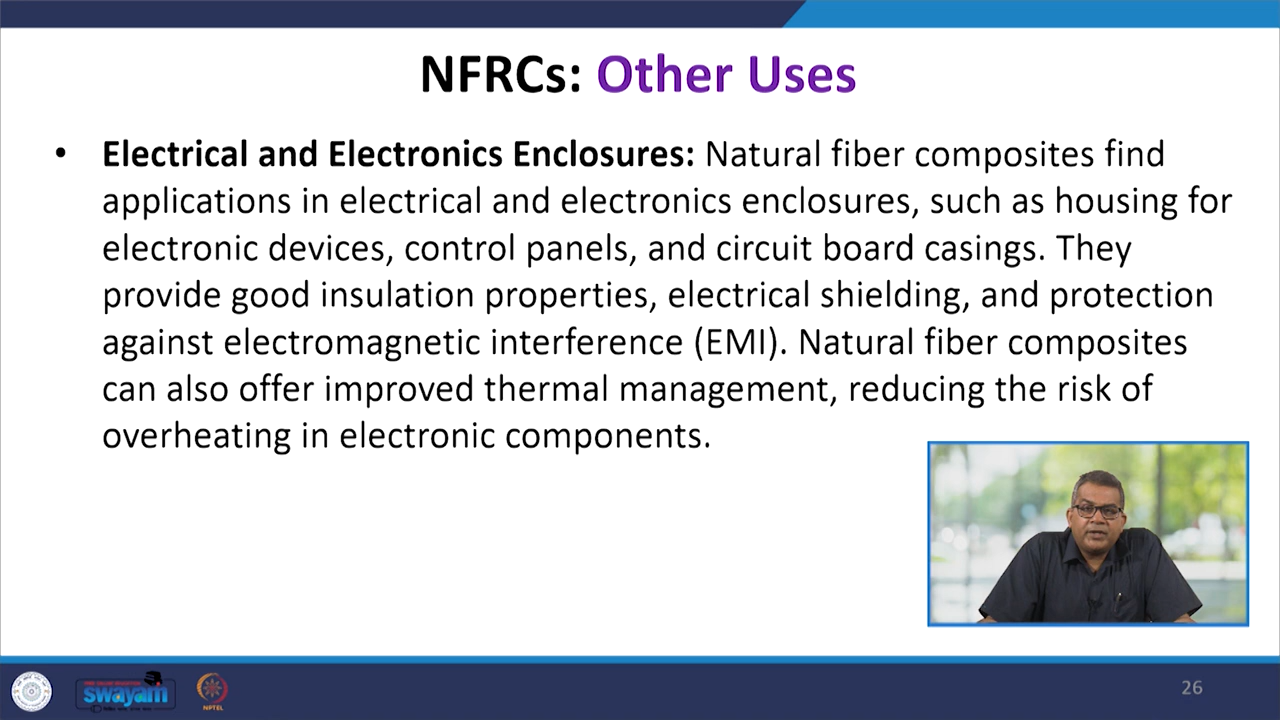 NFRCs: Other Uses
• Electrical and Electronics Enclosures: Natural fiber composites find
applications in electrical and electronics enclosures, such as housing for
electronic devices, control panels, and circuit board casings. They
provide good insulation properties, electrical shielding, and protection
against electromagnetic interference (EMI). Natural fiber composites
can also offer improved thermal management, reducing the risk of
overheating in electronic components.
swayam
NPTEL
26